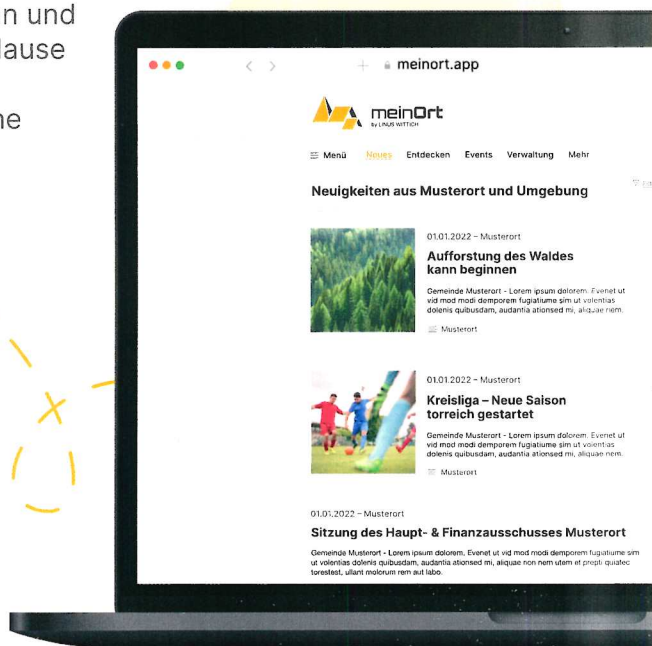 n und
lause
ne
meinort.app
meinOrt
by LINUS WITTICH
Menü Neues Entdecken Events Verwaltung Mehr
Neuigkeiten aus Musterort und Umgebung
01.01.2022 – Musterort
Aufforstung des Waldes
kann beginnen
Gemeinde Musterort - Lorem ipsum dolorem. Evenet ut
vid mod modi demporem fugiatiume sim ut volentias
dolenis quibusdam, audantia ationsed mi, aliquae nem.
Musterort
01.01.2022 – Musterort
Kreisliga – Neue Saison
torreich gestartet
Gemeinde Musterort - Lorem ipsum dolorem. Evenet ut
vid mod modi demporem fugiatiume sim ut volentias
dolenis quibusdam, audantia ationsed mi, aliquae nem.
Musterort
01.01.2022 – Musterort
Sitzung des Haupt- & Finanzausschusses Musterort
Gemeinde Musterort - Lorem ipsum dolorem. Evenet ut vid mod modi demporem fugiatiume sim
ut volentias dolenis quibusdam, audantia ationsed mi, aliquae non nem utem et prepti quiatec
torestest, ullant molorum rem aut labo.